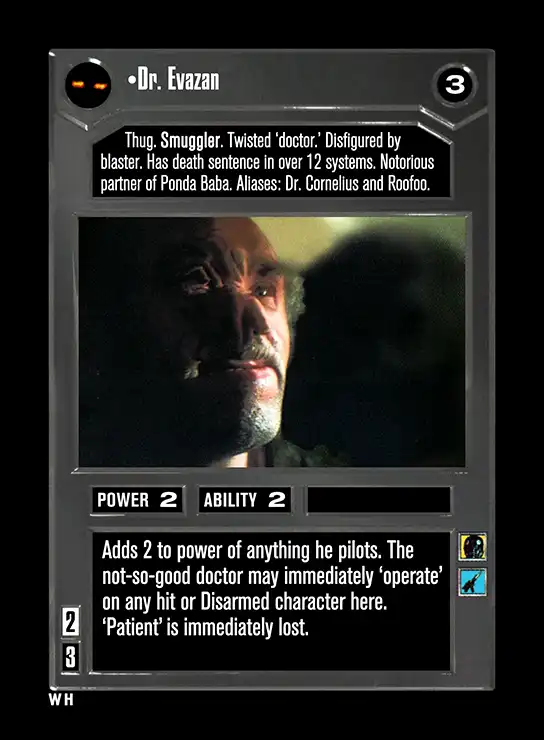 •Dr. Evazan
3
Thug. Smuggler. Twisted ‘doctor.’ Disfigured by
blaster. Has death sentence in over 12 systems. Notorious
partner of Ponda Baba. Aliases: Dr. Cornelius and Roofoo.
POWER 2 ABILITY 2
Adds 2 to power of anything he pilots. The
not-so-good doctor may immediately ‘operate’
on any hit or Disarmed character here.
‘Patient’ is immediately lost.
2
3
W H